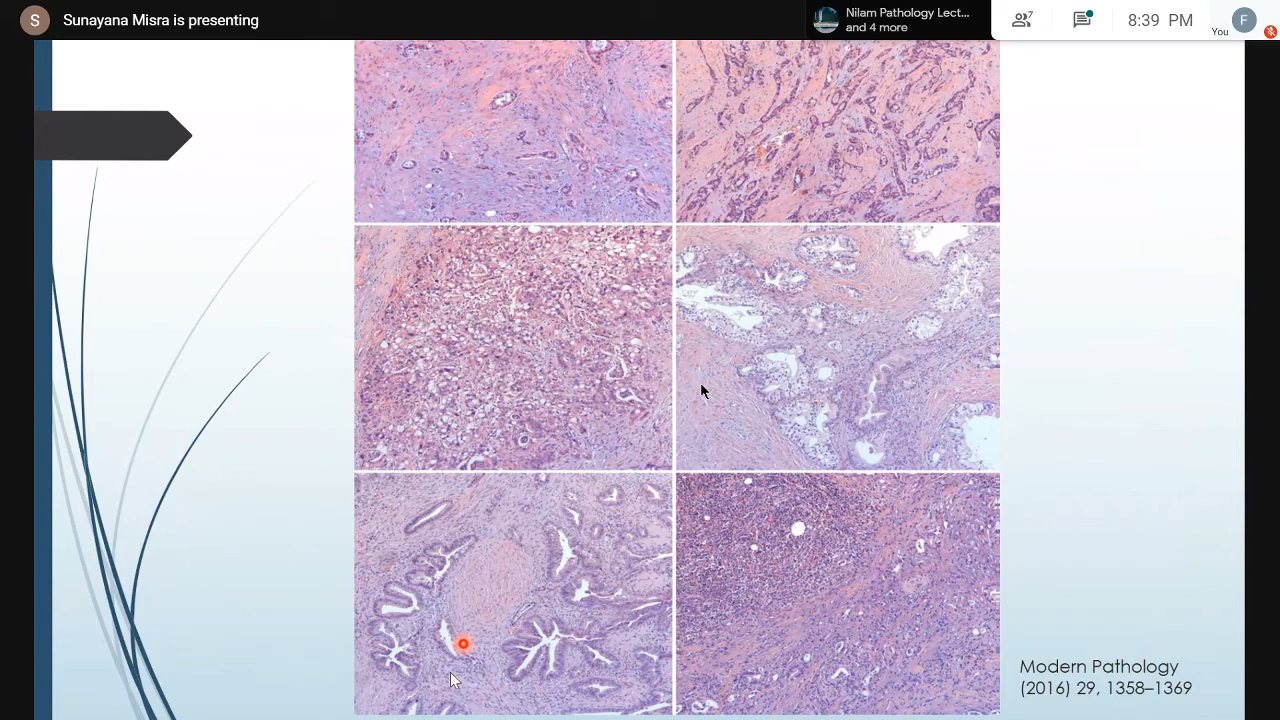 S
Sunayana Misra is presenting
Nilam Pathology Lect...
and 4 more
7
8:39 PM
F
You
Modern Pathology
(2016) 29, 1358–1369